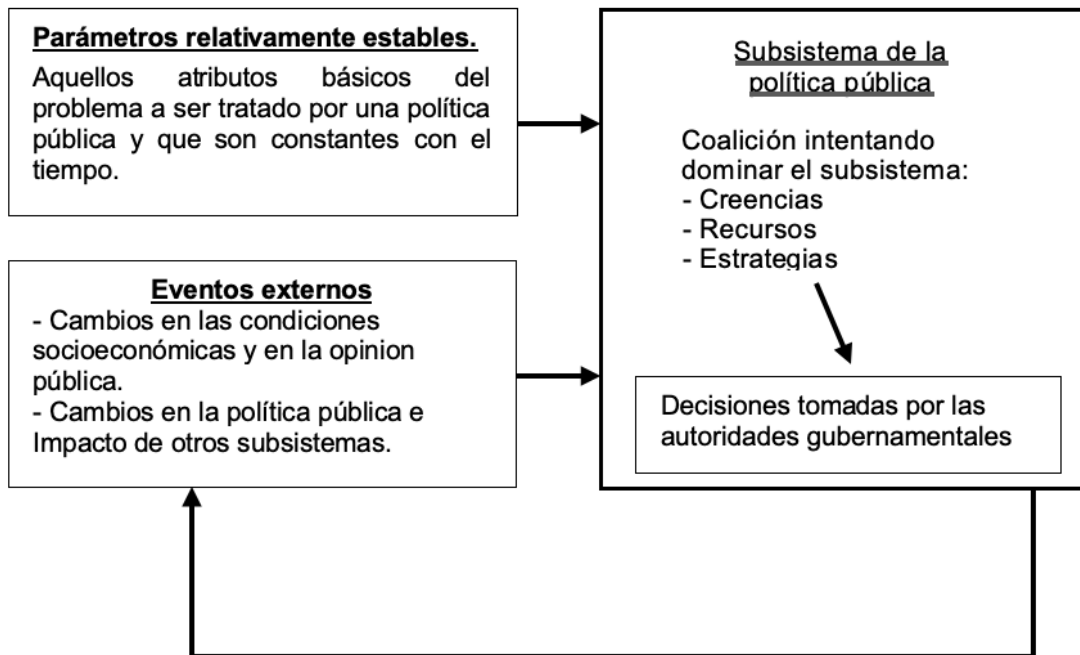 Parámetros relativamente estables.
Aquellos atributos básicos del
problema a ser tratado por una política
pública y que son constantes con el
tiempo.
Eventos externos
- Cambios en las condiciones
socioeconómicas y en la opinion
pública.
- Cambios en la política pública e
Impacto de otros subsistemas.
Subsistema de la
política pública
Coalición intentando
dominar el subsistema:
- Creencias
- Recursos
- Estrategias
Decisiones tomadas por las
autoridades gubernamentales